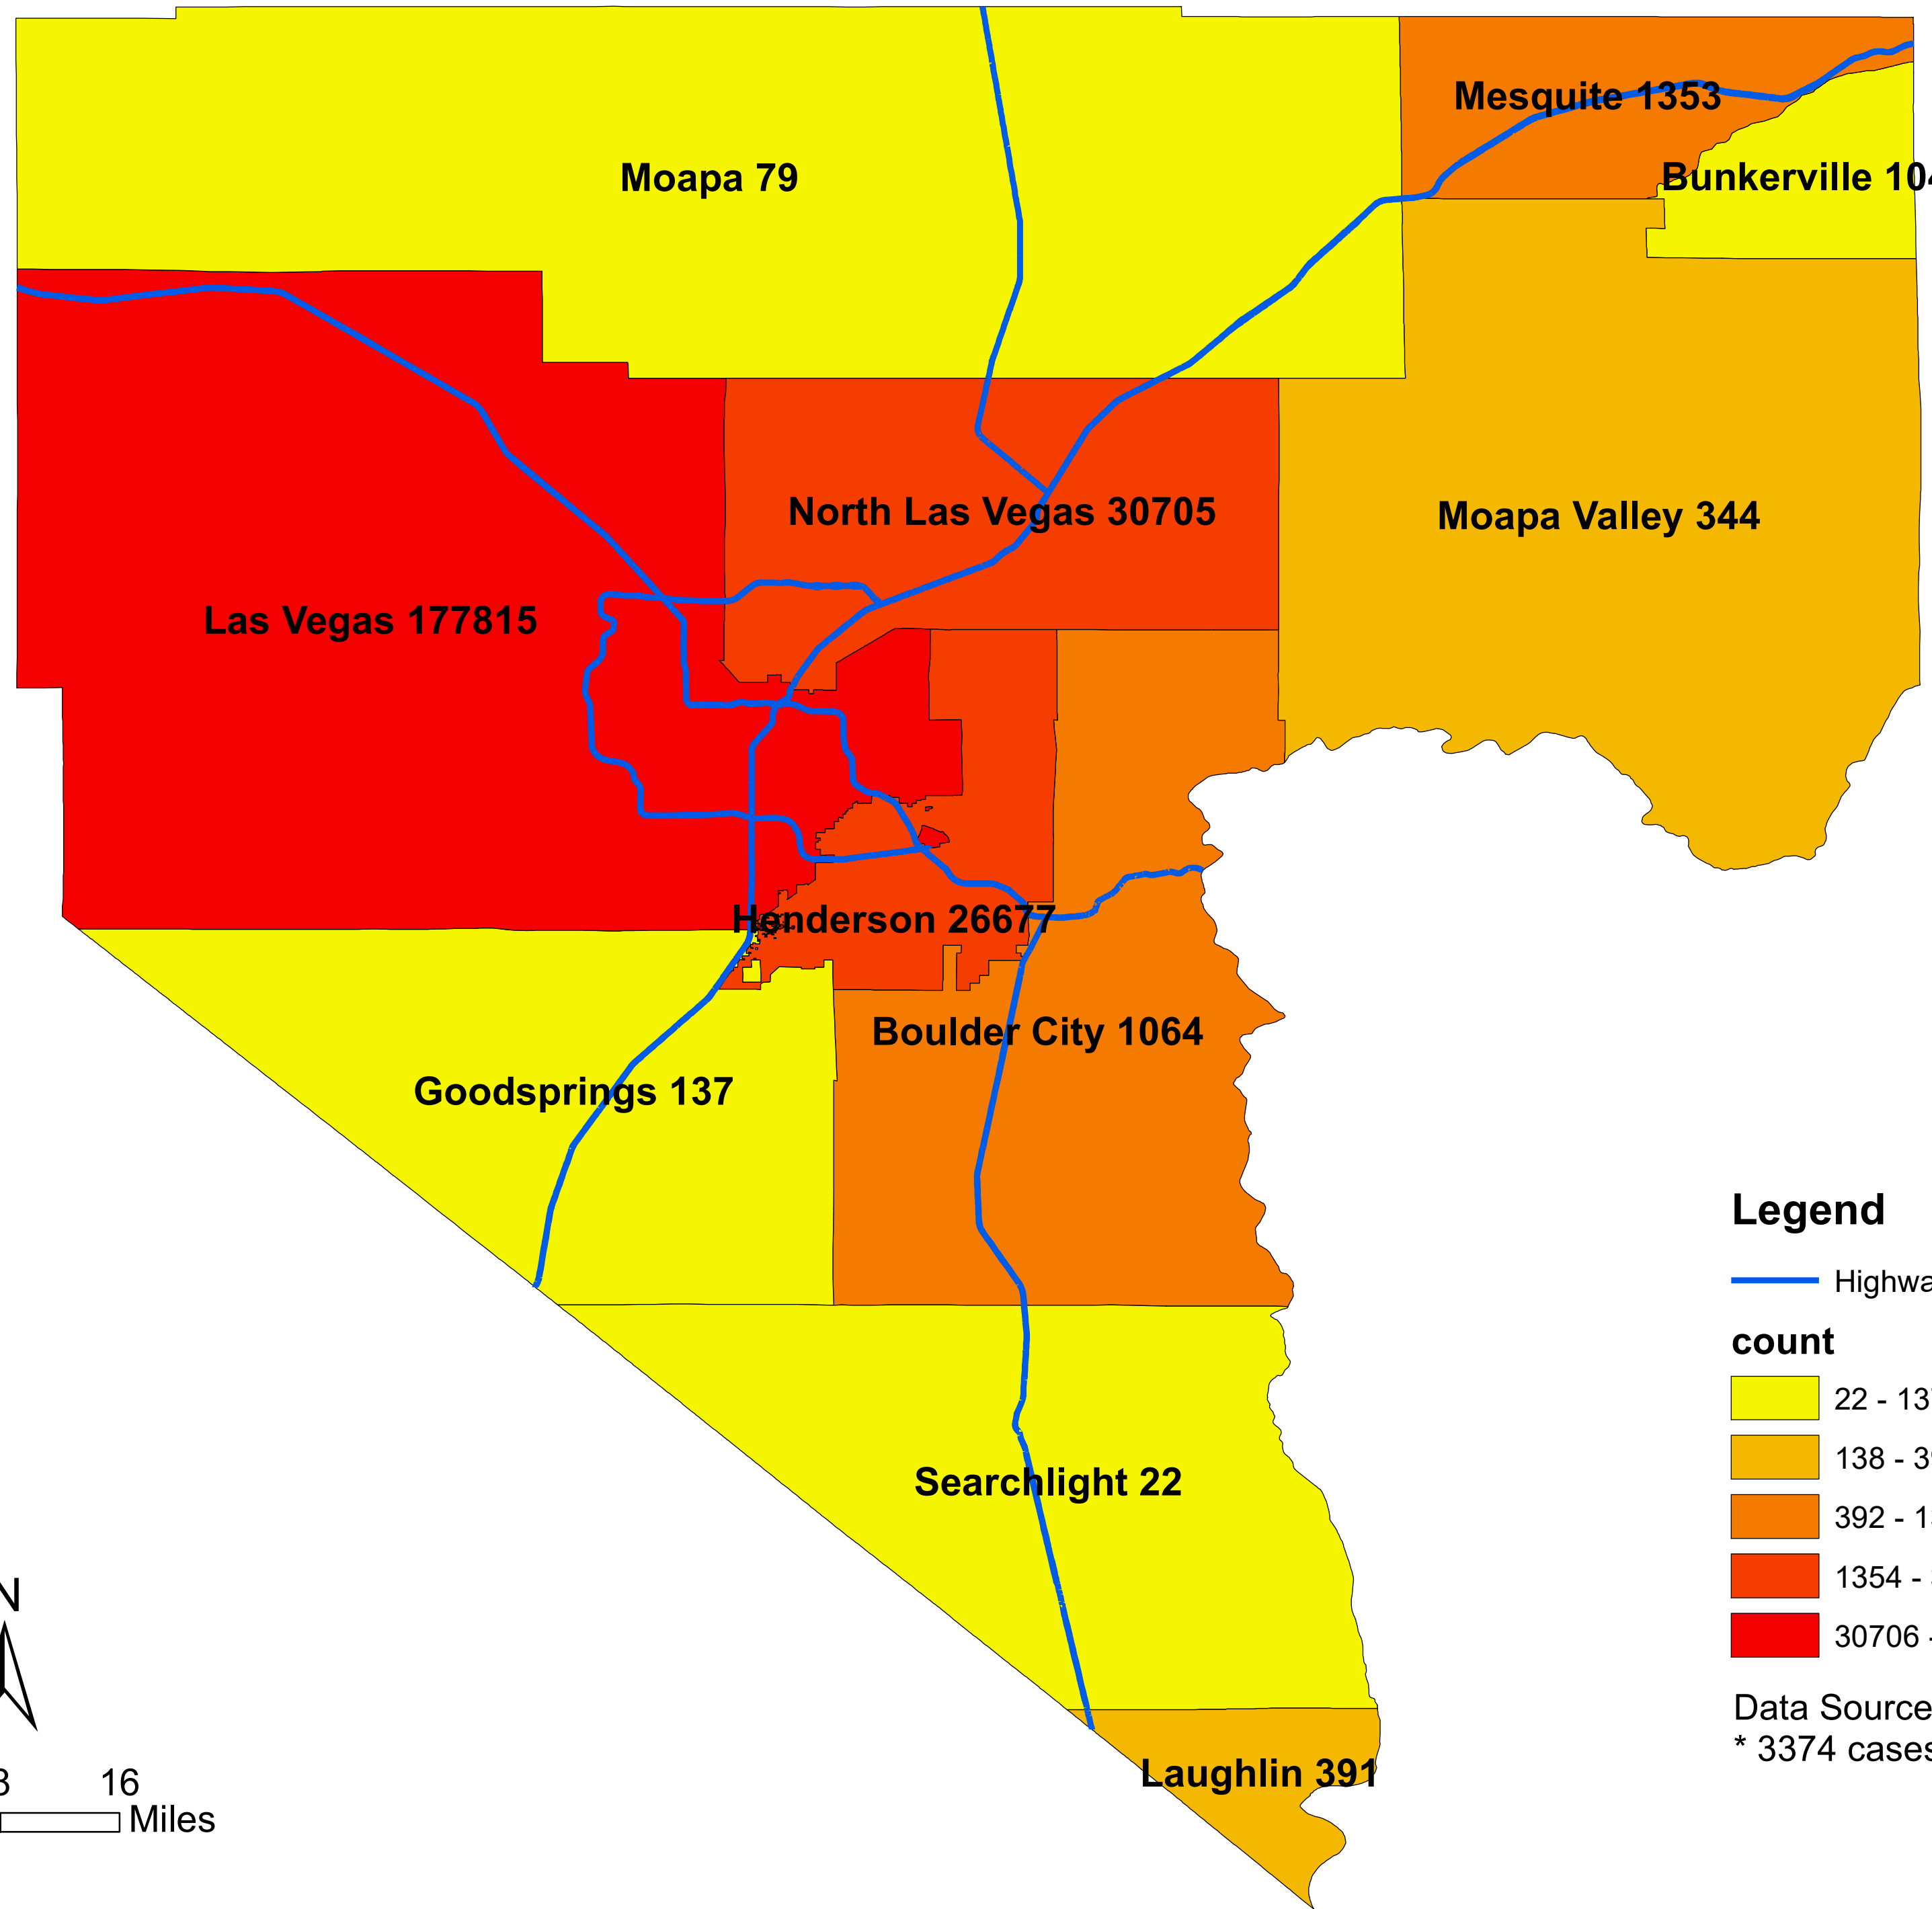 Mesquite 1353
Moapa 79
Bunkerville 104
North Las Vegas 30705
Moapa Valley 344
Las Vegas 177815
Henderson 26677
Boulder City 1064
Goodsprings 137
Searchlight 22
Laughlin 391
Legend
Highwa
count
22 - 13
138 - 3
392 - 1
1354 -
30706 -
Data Source
* 3374 cases
N
16
Miles